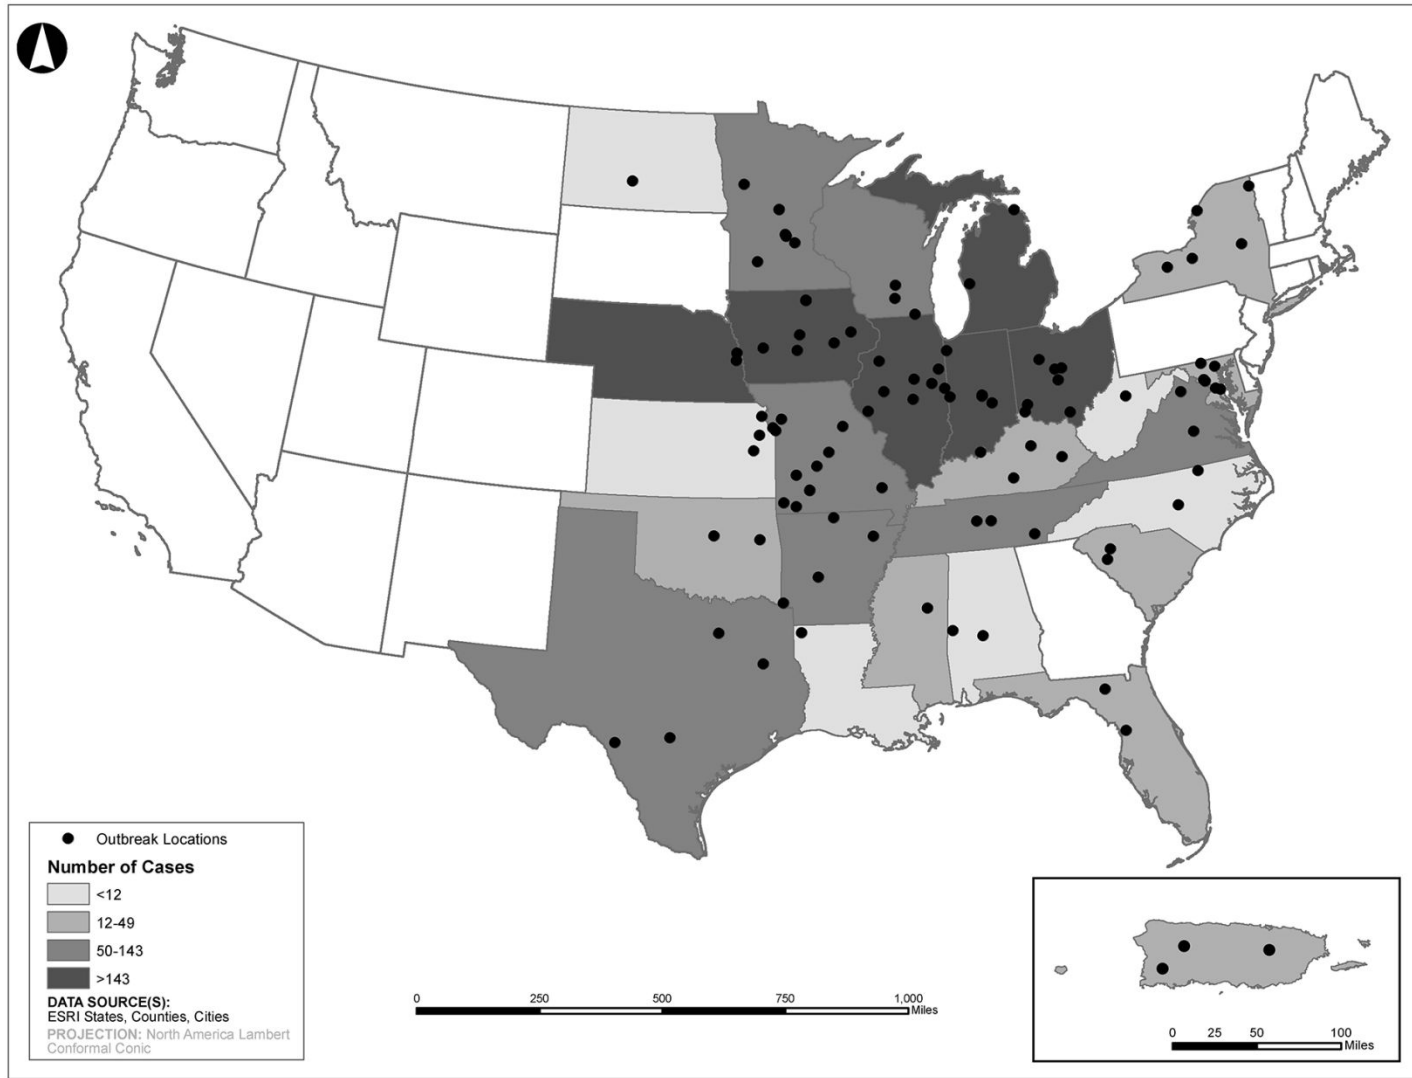 Outbreak Locations
Number of Cases
<12
12-49
50-143
>143
DATA SOURCE(S):
ESRI States, Counties, Cities
PROJECTION: North America Lambert
Conformal Conic
0 250 500 750 1,000
Miles
0 25 50 100
Miles